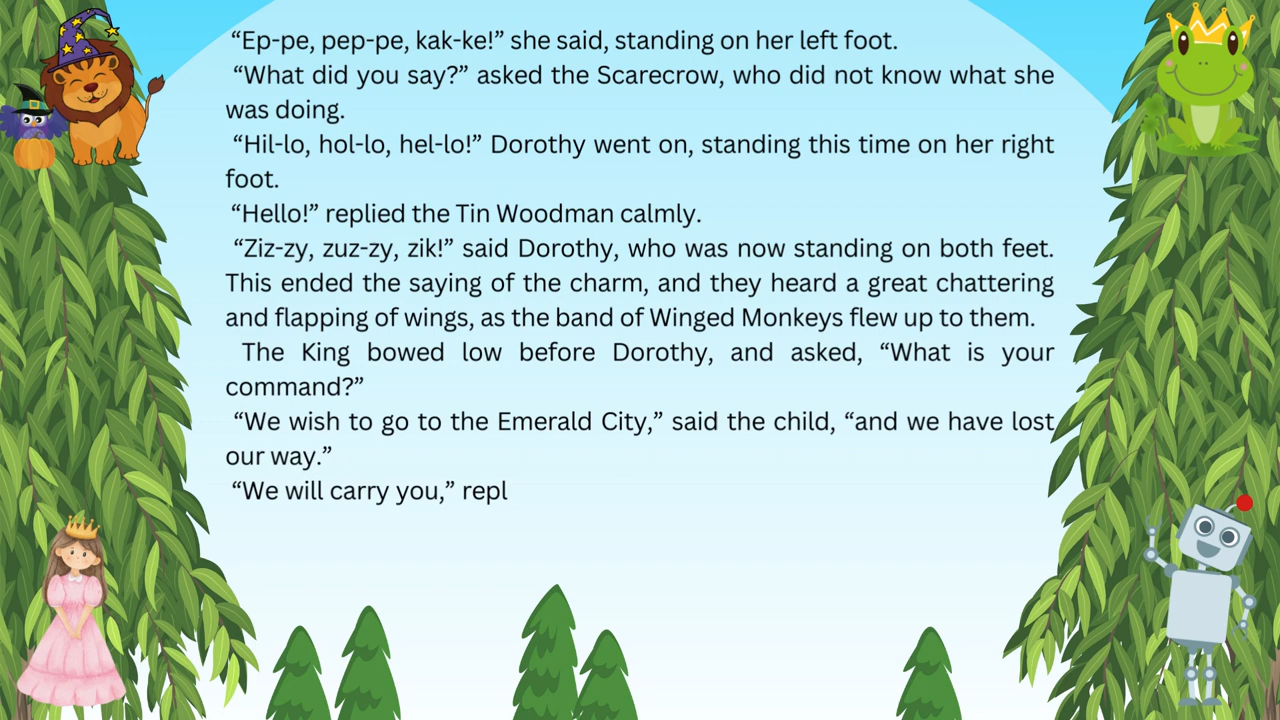 “Ep-pe, pep-pe, kak-ke!” she said, standing on her left foot.
“What did you say?” asked the Scarecrow, who did not know what she
was doing.
“Hil-lo, hol-lo, hel-lo!” Dorothy went on, standing this time on her right
foot.
“Hello!” replied the Tin Woodman calmly.
“Ziz-zy, zuz-zy, zik!” said Dorothy, who was now standing on both feet.
This ended the saying of the charm, and they heard a great chattering
and flapping of wings, as the band of Winged Monkeys flew up to them.
The King bowed low before Dorothy, and asked, “What is your
command?”
“We wish to go to the Emerald City,” said the child, “and we have lost
our way.”
“We will carry you,” repl